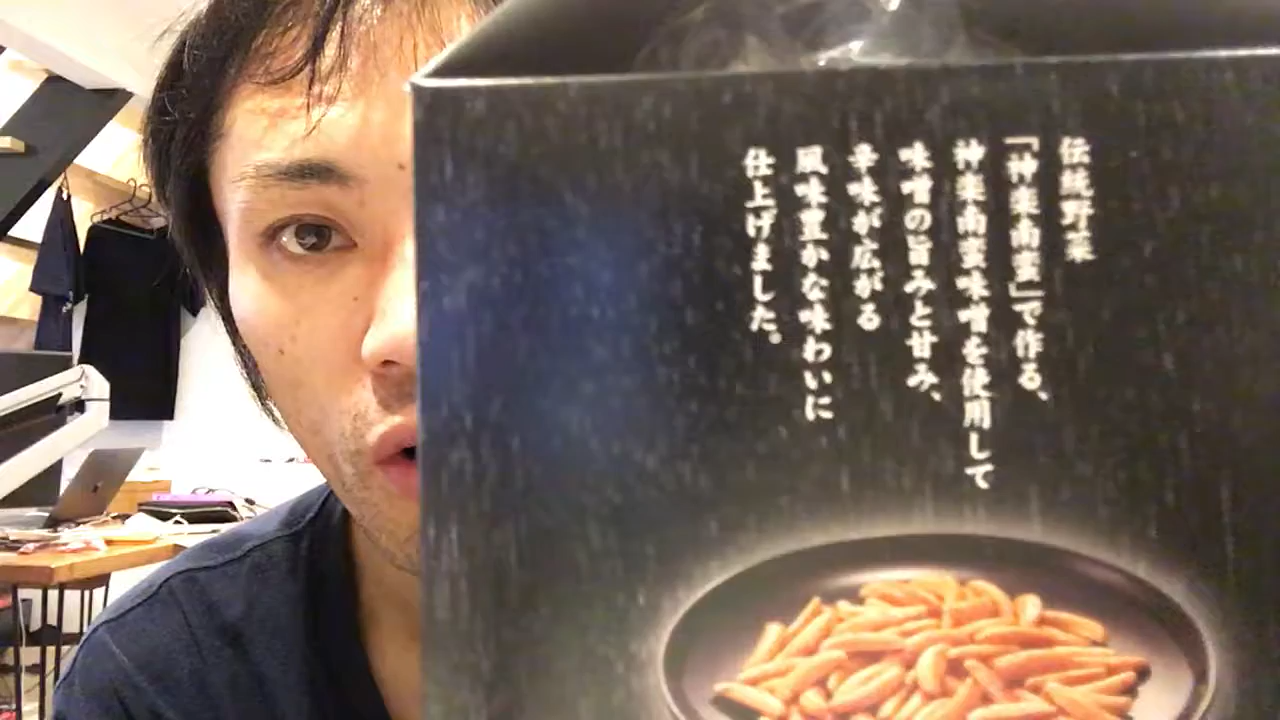 伝統野菜
「神楽南蛮」で作る、
神楽南蛮味噌を使用して
味噌の旨みと甘み、
辛味が広がる
風味豊かな味わいに
仕上げました。